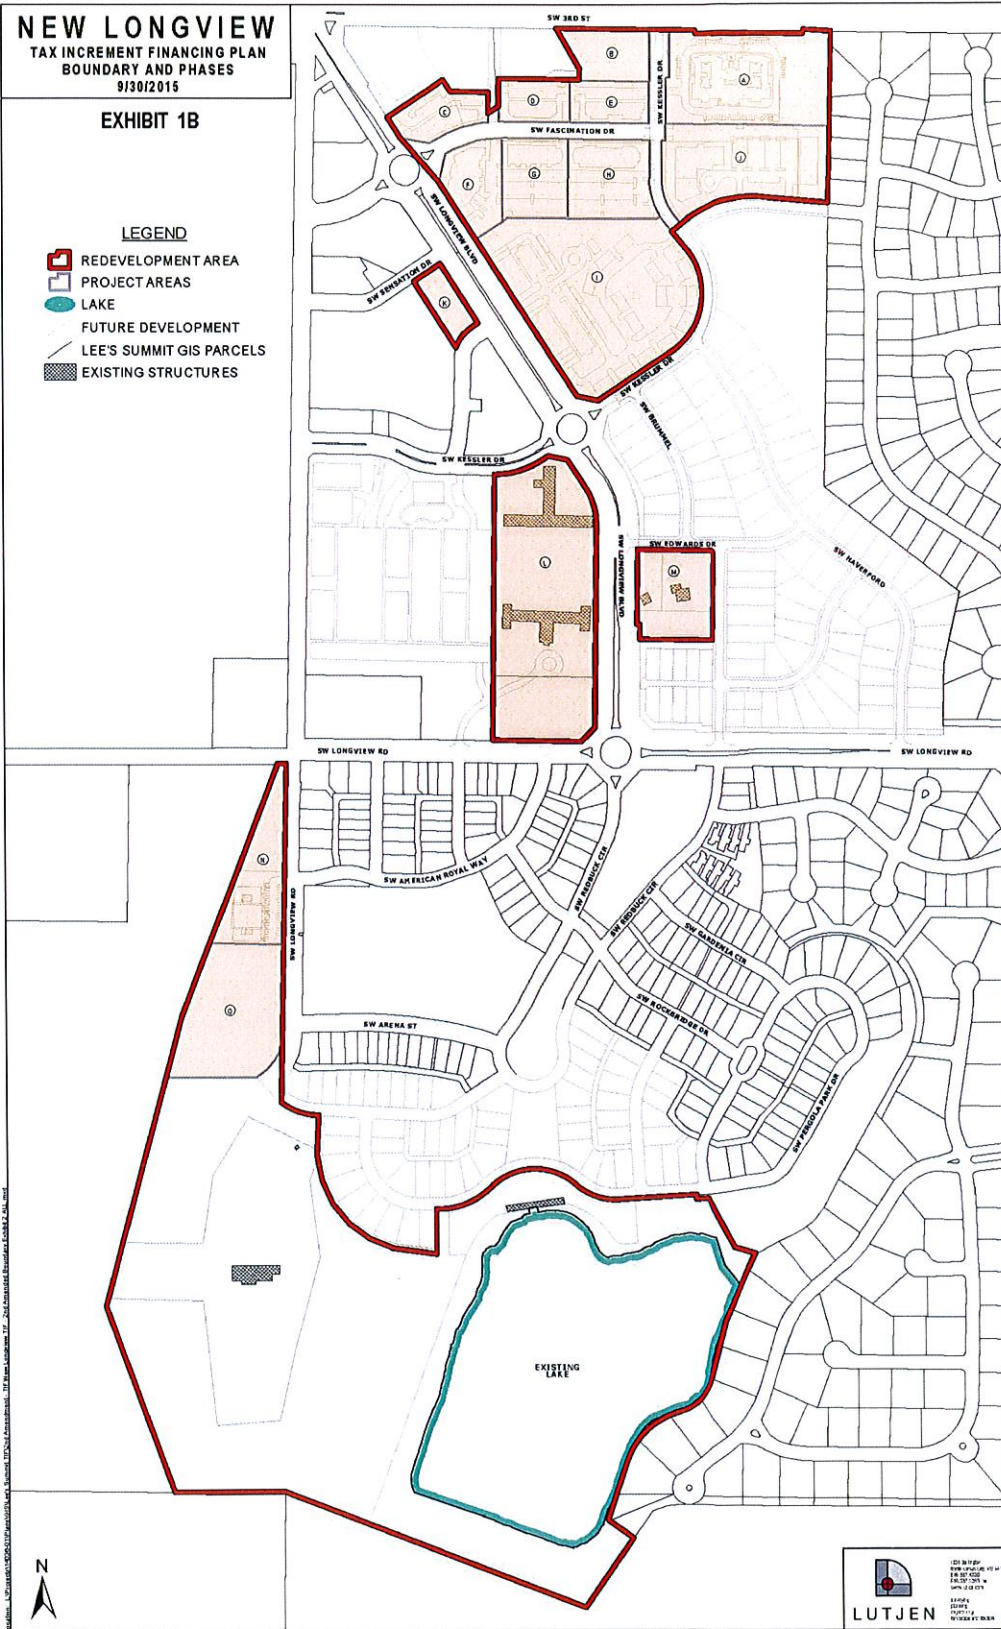 NEW LONGVIEW
TAX INCREMENT FINANCING PLAN
BOUNDARY AND PHASES
9/30/2015
EXHIBIT 1B
LEGEND
REDEVELOPMENT AREA
PROJECT AREAS
LAKE
FUTURE DEVELOPMENT
LEE'S SUMMIT GIS PARCELS
EXISTING STRUCTURES
SW 3RD ST
B
A
SW KESSLER DR
C
D
E
SW FASCINATION DR
J
F
G
H
SW LONGVIEW BLVD
SW SENSATION DR
I
K
SW KESSLER DR
SW BRUMMEL
SW KESSLER DR
SW EDWARDS DR
SW HAVERFORD
L
M
SW LONGVIEW BLVD
SW LONGVIEW RD
SW LONGVIEW RD
N
SW AMERICAN ROYAL WAY
SW REDBUCK CIR
SW REDBUCK CIR
SW LONGVIEW RD
SW GARDENIA CIR
O
SW ARENA ST
SW ROCKBRIDGE DR
SW PERGOLA PARK DR
EXISTING
LAKE
N
LUTJEN